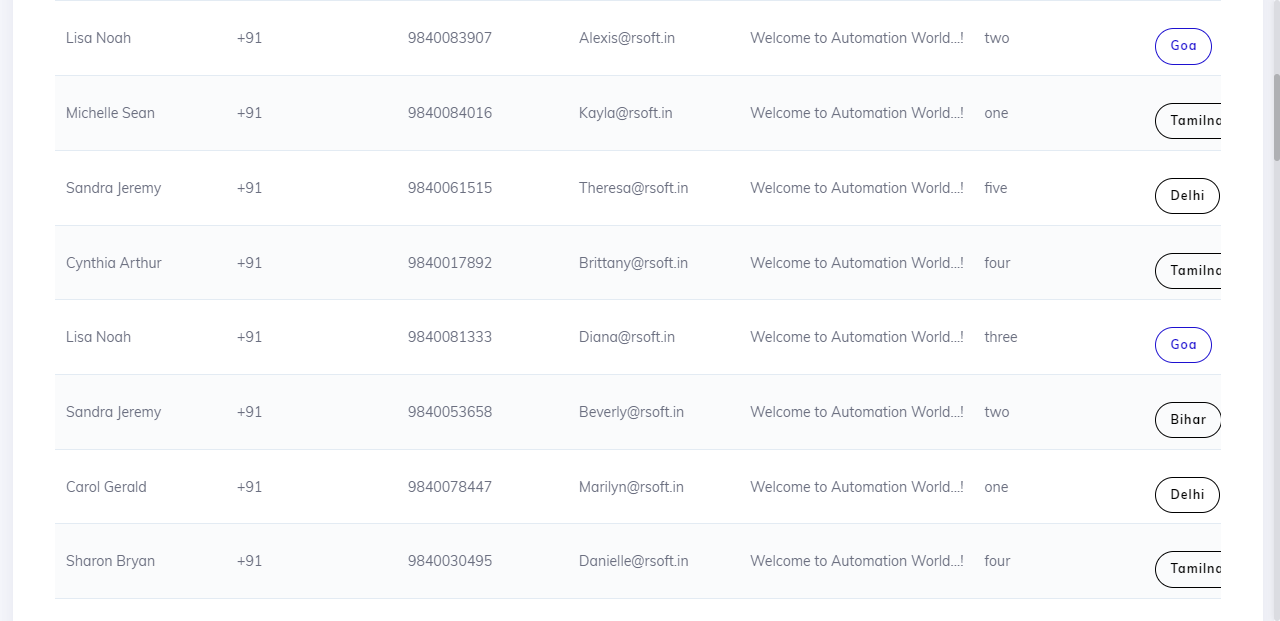 Lisa Noah +91 9840083907 Alexis@rsoft.in Welcome to Automation World...! two Goa
Michelle Sean +91 9840084016 Kayla@rsoft.in Welcome to Automation World...! one Tamilna
Sandra Jeremy +91 9840061515 Theresa@rsoft.in Welcome to Automation World...! five Delhi
Cynthia Arthur +91 9840017892 Brittany@rsoft.in Welcome to Automation World...! four Tamilna
Lisa Noah +91 9840081333 Diana@rsoft.in Welcome to Automation World...! three Goa
Sandra Jeremy +91 9840053658 Beverly@rsoft.in Welcome to Automation World...! two Bihar
Carol Gerald +91 9840078447 Marilyn@rsoft.in Welcome to Automation World...! one Delhi
Sharon Bryan +91 9840030495 Danielle@rsoft.in Welcome to Automation World...! four Tamilna